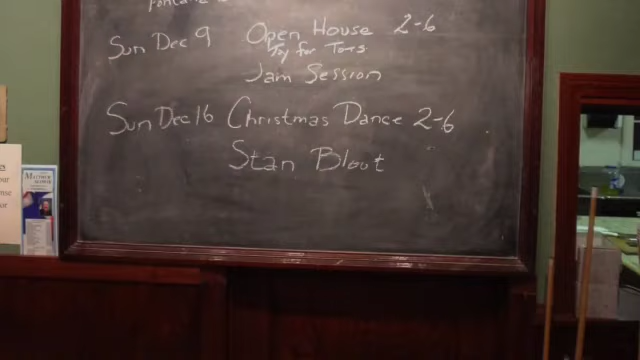 Sun Dec 9 Open House 2-6
Toy for Tots
Jam Session
Sun Dec 16 Christmas Dance 2-6
Stan Bloot